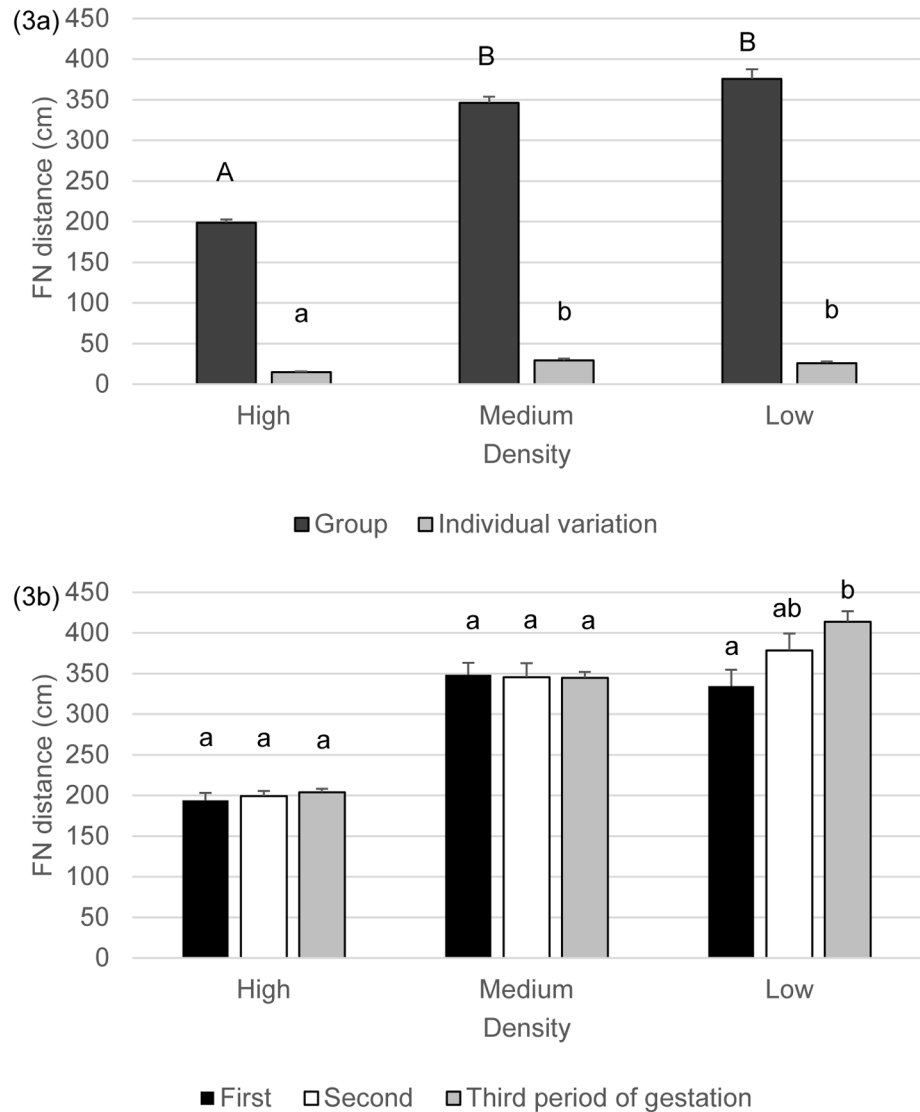 (3a)
FN distance (cm)
450
400
350
300
250
200
150
100
50
0
A
a
B
b
B
b
High Medium Low
Density
Group Individual variation
(3b)
FN distance (cm)
450
400
350
300
250
200
150
100
50
0
a a a
a a a
a ab b
High Medium Low
Density
First Second Third period of gestation